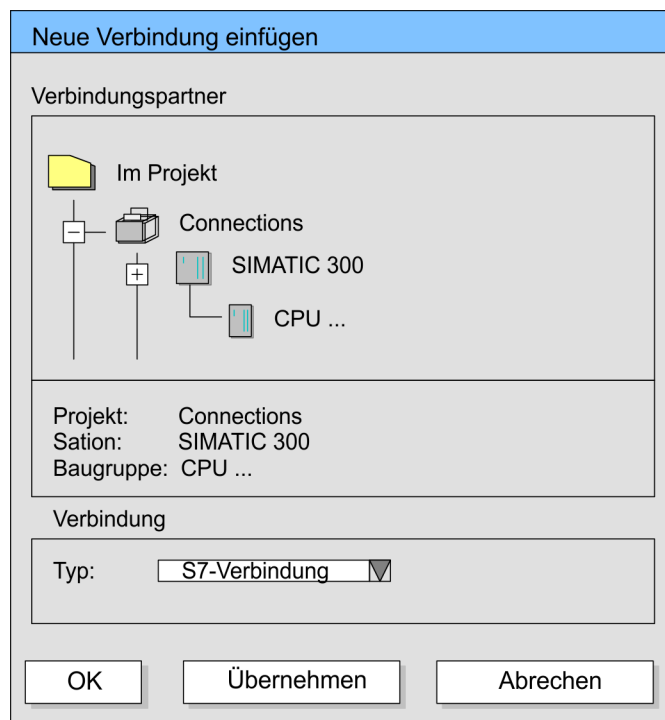 Neue Verbindung einfügen
Verbindungspartner
Im Projekt
Connections
SIMATIC 300
CPU ...
Projekt: Connections
Sation: SIMATIC 300
Baugruppe: CPU ...
Verbindung
Typ: S7-Verbindung
OK Übernehmen Abrechen